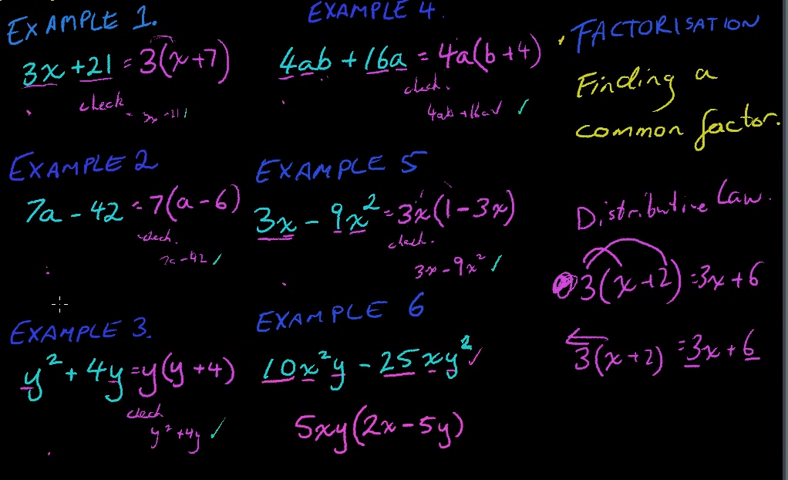 EXAMPLE 1.
3x + 21 = 3(x + 7)
check
EXAMPLE 2
7a - 42 = 7(a - 6)
check.
7a - 42 ✓
EXAMPLE 3.
y² + 4y = y(y + 4)
check
y² + 4y ✓
EXAMPLE 4.
4ab + 16a = 4a(b + 4)
check.
4ab + 16a ✓
EXAMPLE 5
3x - 9x² = 3x(1 - 3x)
check.
3x - 9x² ✓
EXAMPLE 6
10x²y - 25xy² ✓
5xy(2x - 5y)
FACTORISATION
Finding a
common factor.
Distributive Law.
3(x + 2) = 3x + 6
3(x + 2) = 3x + 6